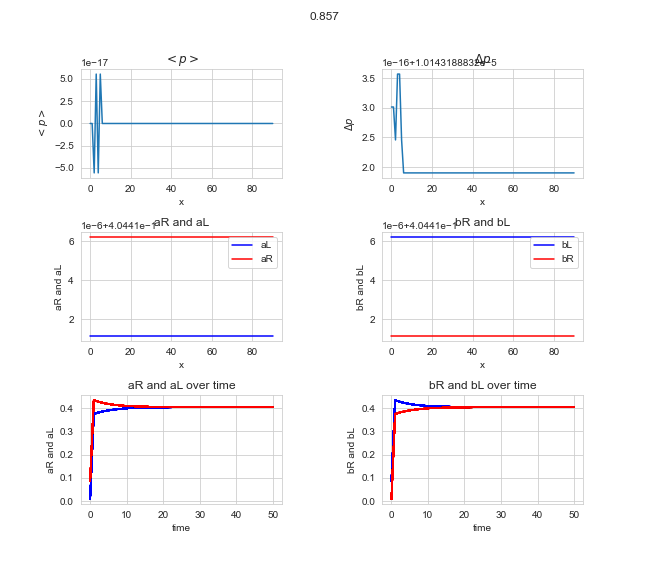 0.857
1e−17
< p >
5.0
2.5
0.0
−2.5
−5.0
< p >
0 20 40 60 80
x
1e−16+1.0143188832e−5
Δp
3.5
3.0
2.5
2.0
Δp
0 20 40 60 80
x
1e−6+4.0441e−1
aR and aL
6
4
2
aR and aL
aL
aR
0 20 40 60 80
x
1e−6+4.0441e−1
bR and bL
6
4
2
bR and bL
bL
bR
0 20 40 60 80
x
aR and aL over time
0.4
0.3
0.2
0.1
0.0
aR and aL
0 10 20 30 40 50
time
bR and bL over time
0.4
0.3
0.2
0.1
0.0
bR and bL
0 10 20 30 40 50
time